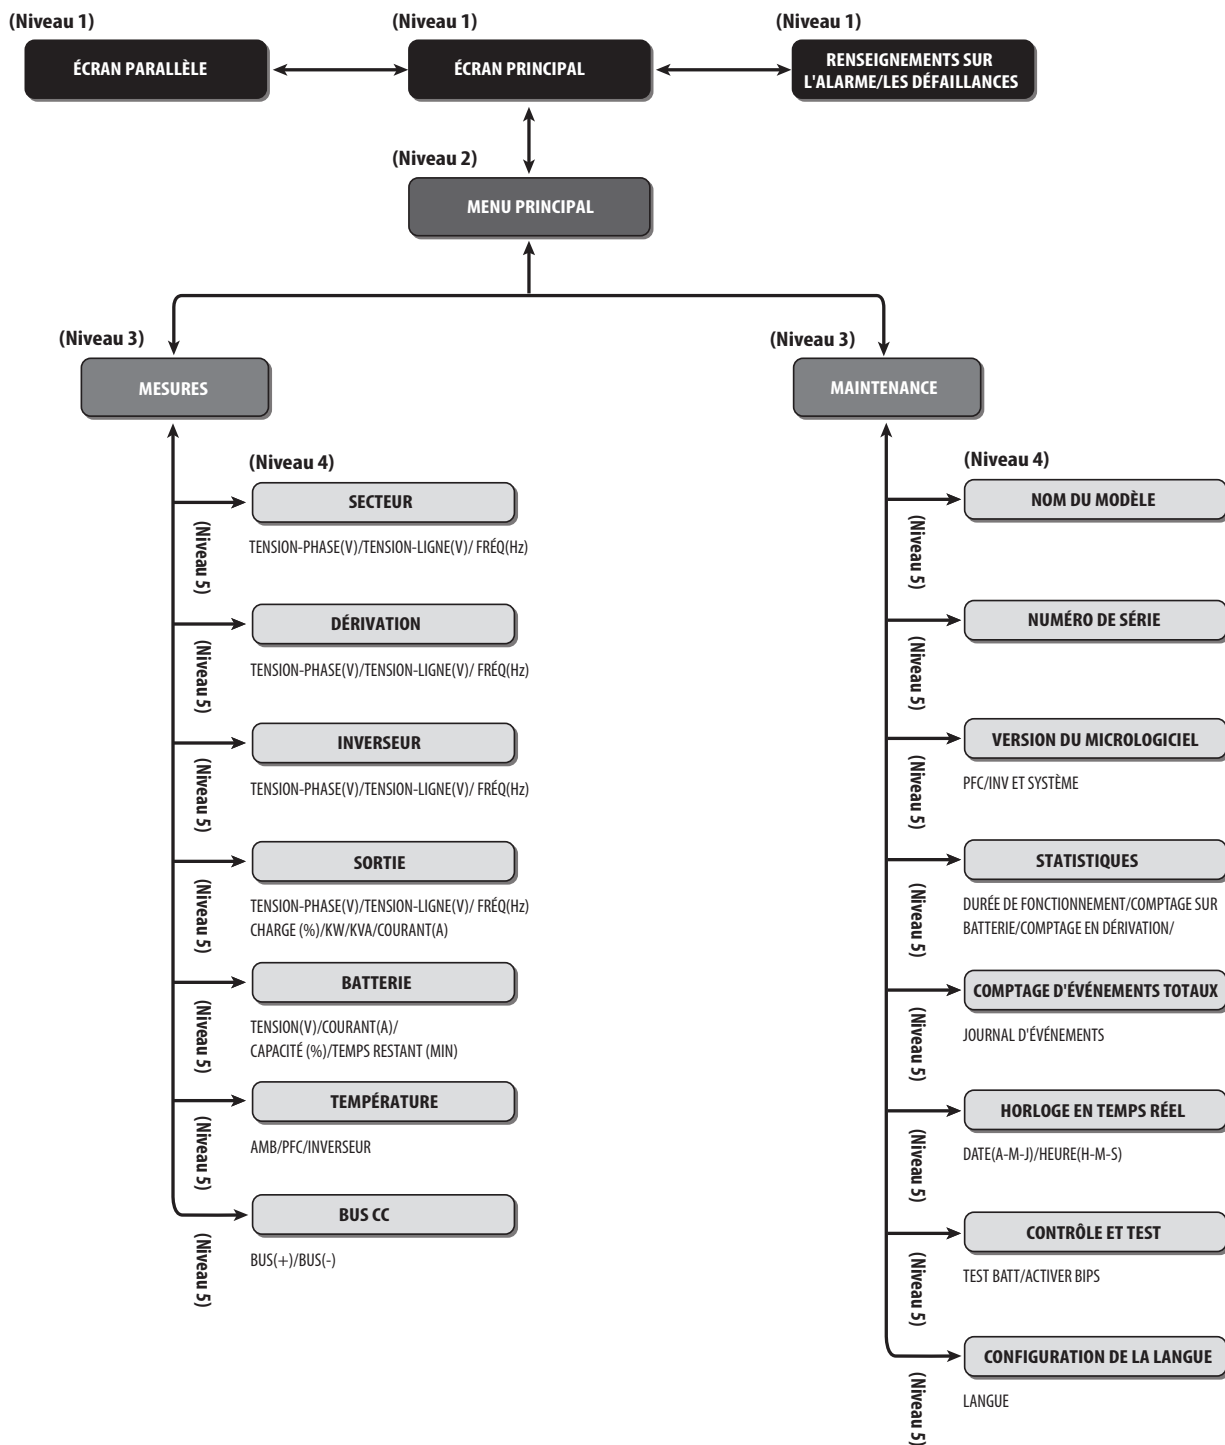 (Niveau 1)
(Niveau 1)
(Niveau 1)
ÉCRAN PARALLÈLE
ÉCRAN PRINCIPAL
RENSEIGNEMENTS SUR
L'ALARME/LES DÉFAILLANCES
(Niveau 2)
MENU PRINCIPAL
(Niveau 3)
MESURES
(Niveau 4)
SECTEUR
(Niveau 5)
TENSION-PHASE(V)/TENSION-LIGNE(V)/ FRÉQ(Hz)
DÉRIVATION
(Niveau 5)
TENSION-PHASE(V)/TENSION-LIGNE(V)/ FRÉQ(Hz)
INVERSEUR
(Niveau 5)
TENSION-PHASE(V)/TENSION-LIGNE(V)/ FRÉQ(Hz)
SORTIE
(Niveau 5)
TENSION-PHASE(V)/TENSION-LIGNE(V)/ FRÉQ(Hz)
CHARGE (%)/KW/KVA/COURANT(A)
BATTERIE
(Niveau 5)
TENSION(V)/COURANT(A)/
CAPACITÉ (%)/TEMPS RESTANT (MIN)
TEMPÉRATURE
(Niveau 5)
AMB/PFC/INVERSEUR
BUS CC
(Niveau 5)
BUS(+)/BUS(-)
(Niveau 3)
MAINTENANCE
(Niveau 4)
NOM DU MODÈLE
(Niveau 5)
NUMÉRO DE SÉRIE
(Niveau 5)
VERSION DU MICROLOGICIEL
(Niveau 5)
PFC/INV ET SYSTÈME
STATISTIQUES
(Niveau 5)
DURÉE DE FONCTIONNEMENT/COMPTAGE SUR
BATTERIE/COMPTAGE EN DÉRIVATION/
COMPTAGE D'ÉVÉNEMENTS TOTAUX
(Niveau 5)
JOURNAL D'ÉVÉNEMENTS
HORLOGE EN TEMPS RÉEL
(Niveau 5)
DATE(A-M-J)/HEURE(H-M-S)
CONTRÔLE ET TEST
(Niveau 5)
TEST BATT/ACTIVER BIPS
CONFIGURATION DE LA LANGUE
(Niveau 5)
LANGUE